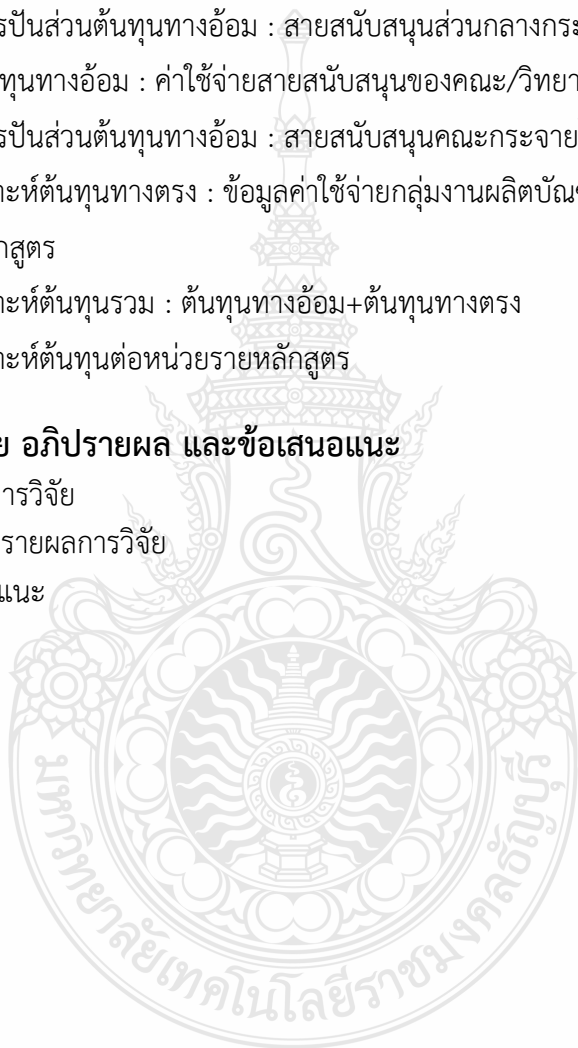 รปันส่วนต้นทุนทางอ้อม : สายสนับสนุนส่วนกลางกระ
ทุนทางอ้อม : ค่าใช้จ่ายสายสนับสนุนของคณะ/วิทยา
รปันส่วนต้นทุนทางอ้อม : สายสนับสนุนคณะกระจาย
าะห์ต้นทุนทางตรง : ข้อมูลค่าใช้จ่ายกลุ่มงานผลิตบัณฑ
กสูตร
าะห์ต้นทุนรวม : ต้นทุนทางอ้อม+ต้นทุนทางตรง
าะห์ต้นทุนต่อหน่วยรายหลักสูตร
ย อภิปรายผล และข้อเสนอแนะ
ารวิจัย
รายผลการวิจัย
แนะ
มหาวิทยาลัยเทคโนโลยีราชมงคลธัญบุรี